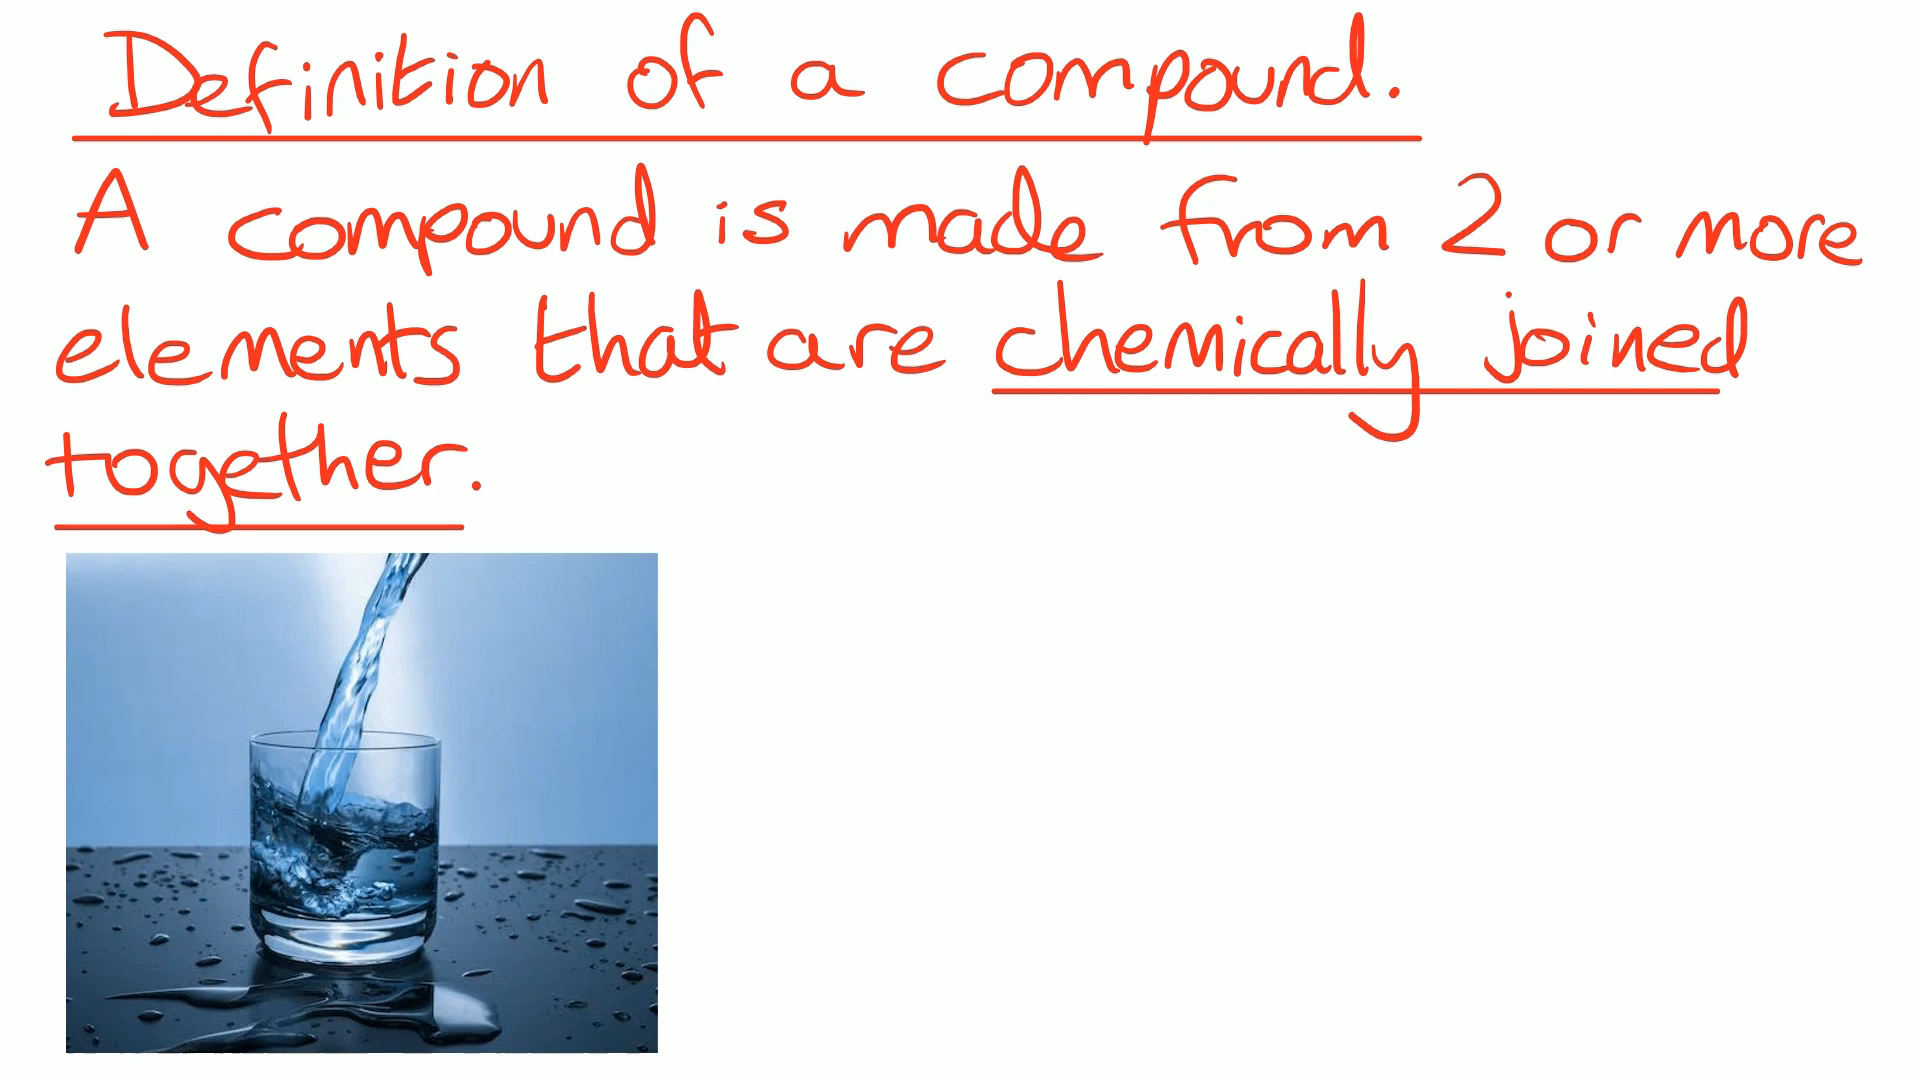 Definition of a compound.
A compound is made from 2 or more
elements that are chemically joined
together.